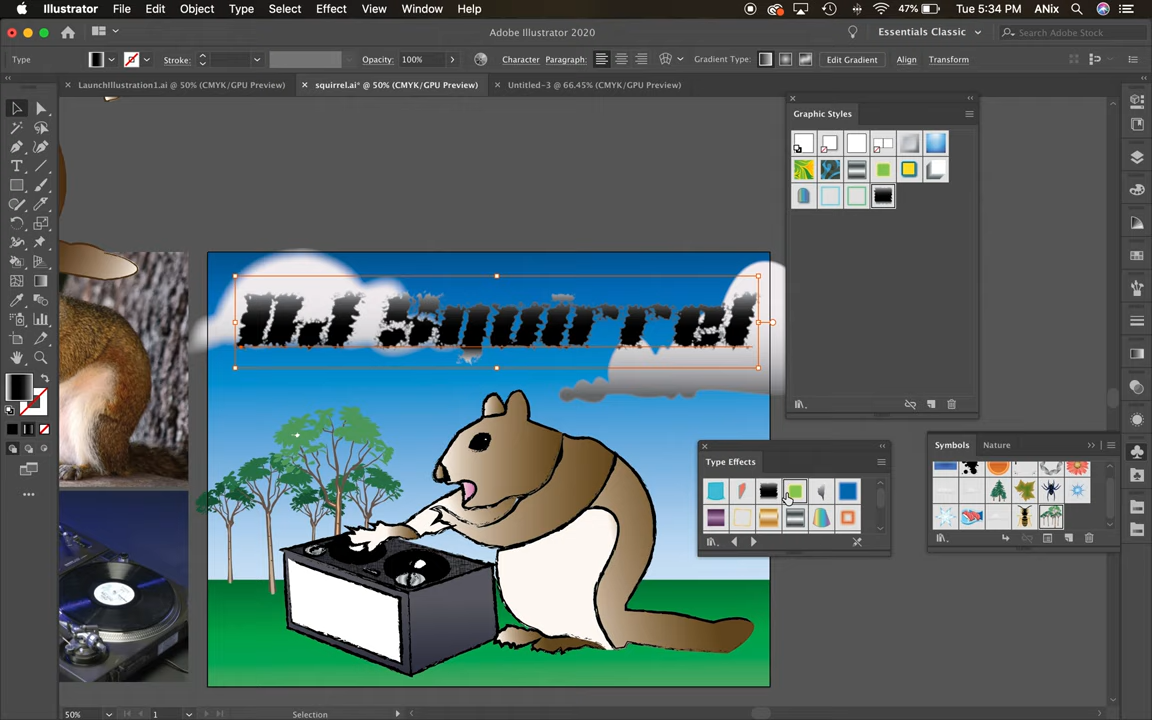 Illustrator File Edit Object Type Select Effect View Window Help 47% Tue 5:34 PM ANix
Adobe Illustrator 2020 Essentials Classic Search Adobe Stock
Type Stroke: Opacity: 100% Character Paragraph: Gradient Type: Edit Gradient Align Transform
LaunchIllustration1.ai @ 50% (CMYK/GPU Preview) squirrel.ai* @ 50% (CMYK/GPU Preview) Untitled-3 @ 66.45% (CMYK/GPU Preview)
Graphic Styles
DJ Squirrel
Type Effects
Symbols Nature
50% 1 Selection